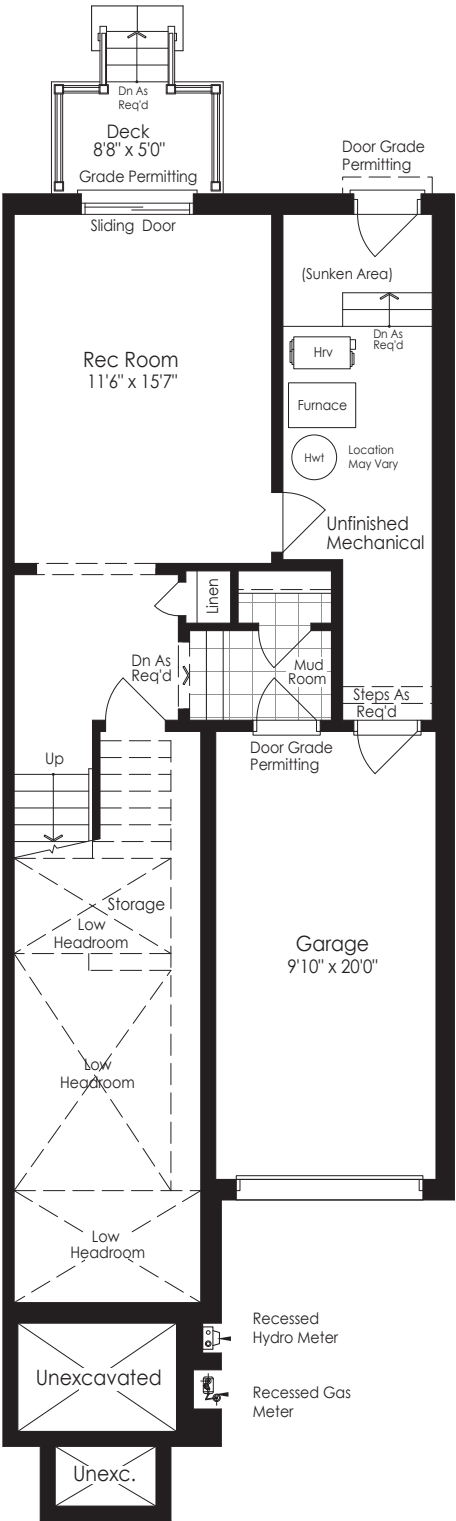 Dn As
Req'd
Deck
8'8" x 5'0"
Grade Permitting
Sliding Door
Door Grade
Permitting
(Sunken Area)
Dn As
Req'd
Hrv
Furnace
Hwt
Location
May Vary
Rec Room
11'6" x 15'7"
Unfinished
Mechanical
Linen
Dn As
Req'd
Mud
Room
Steps As
Req'd
Door Grade
Permitting
Up
Storage
Low
Headroom
Garage
9'10" x 20'0"
Low
Headroom
Low
Headroom
Recessed
Hydro Meter
Unexcavated
Recessed Gas
Meter
Unexc.